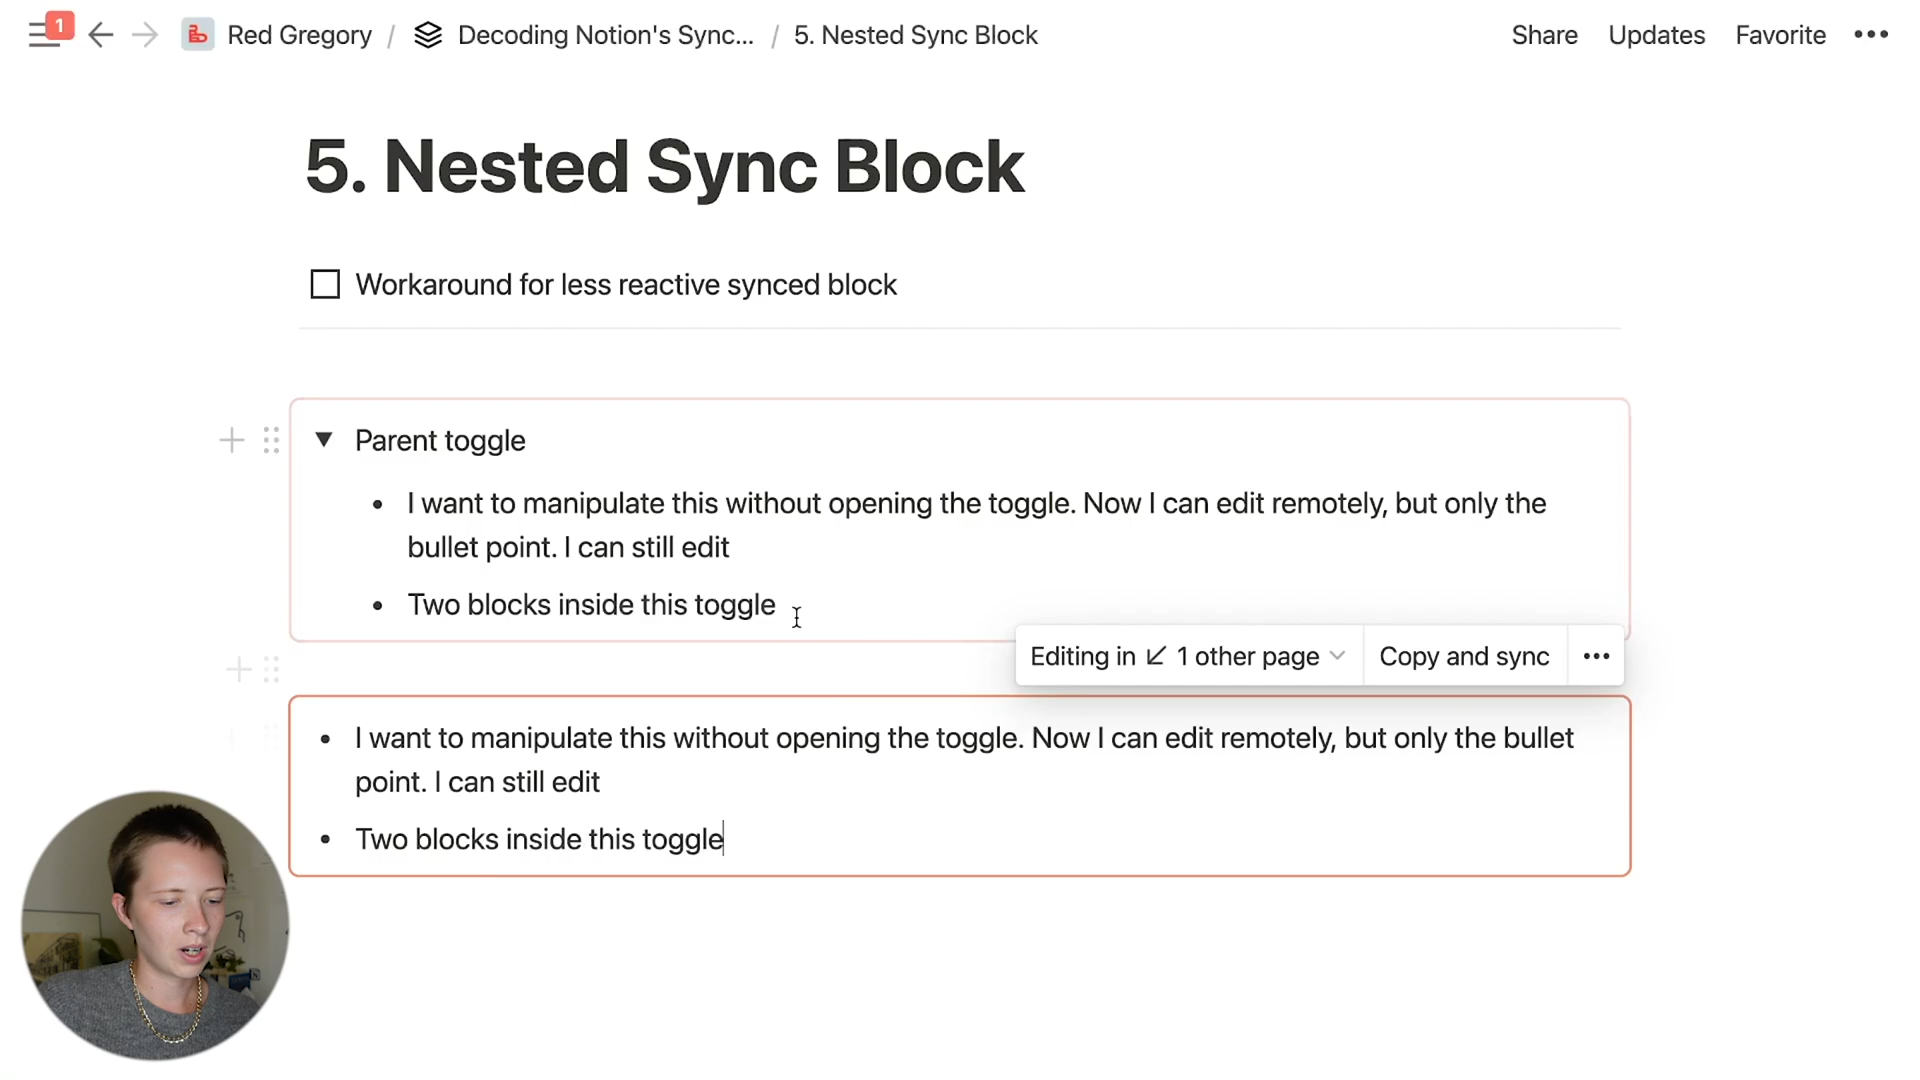 1
Red Gregory / Decoding Notion's Sync... / 5. Nested Sync Block
Share Updates Favorite
5. Nested Sync Block
Workaround for less reactive synced block
Parent toggle
I want to manipulate this without opening the toggle. Now I can edit remotely, but only the
bullet point. I can still edit
Two blocks inside this toggle
Editing in 1 other page Copy and sync
I want to manipulate this without opening the toggle. Now I can edit remotely, but only the bullet
point. I can still edit
Two blocks inside this toggle